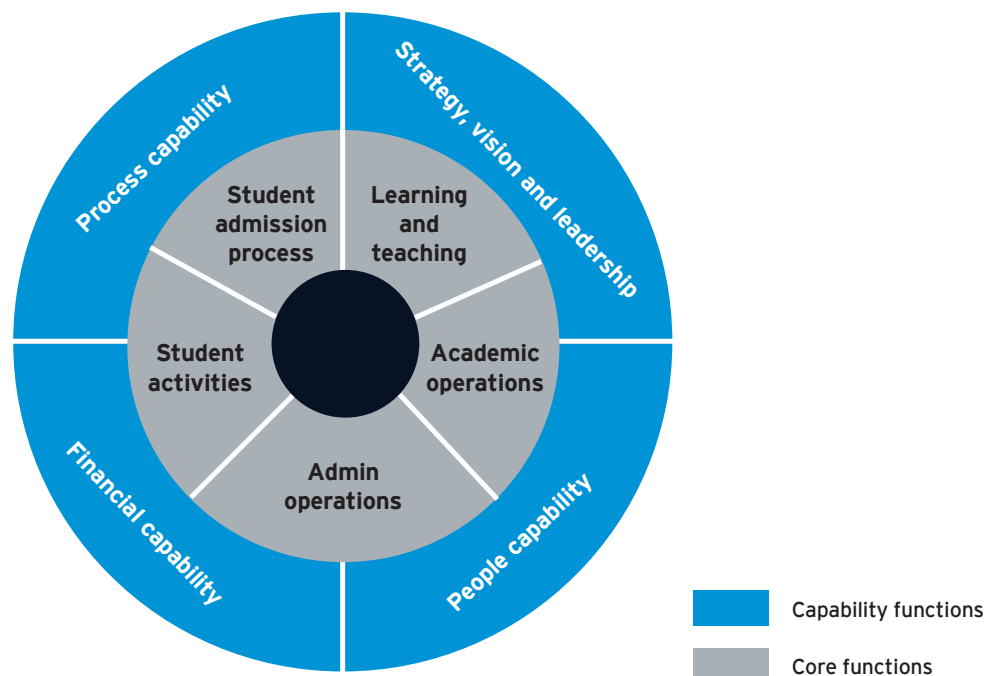 Process capability
Strategy, vision and leadership
Student
admission
process
Learning
and
teaching
Student
activities
Academic
operations
Admin
operations
Financial capability
People capability
Capability functions
Core functions